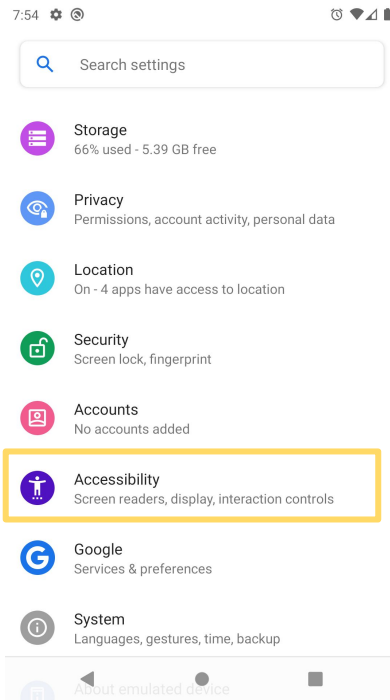 7:54
Search settings
Storage
66% used - 5.39 GB free
Privacy
Permissions, account activity, personal data
Location
On - 4 apps have access to location
Security
Screen lock, fingerprint
Accounts
No accounts added
Accessibility
Screen readers, display, interaction controls
Google
Services & preferences
System
Languages, gestures, time, backup
About emulated device